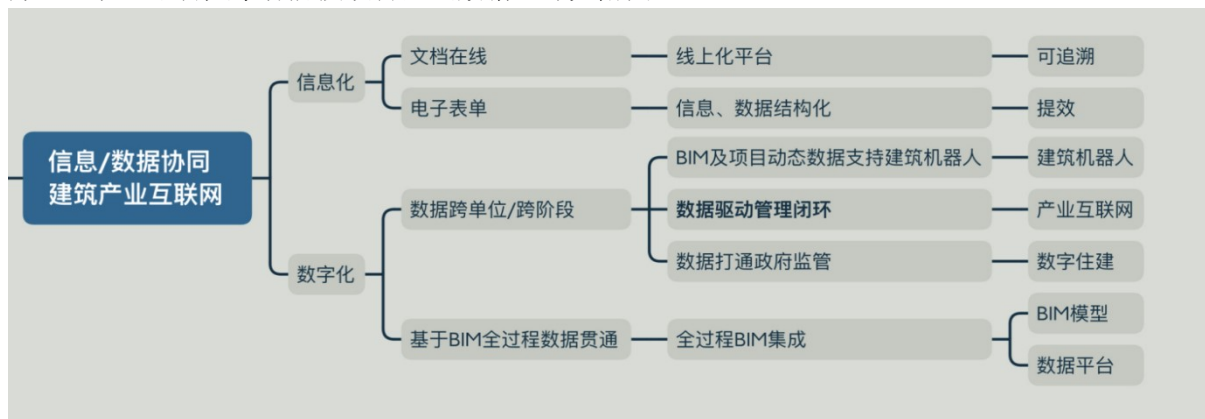 信息/数据协同
建筑产业互联网
信息化
文档在线
线上化平台
可追溯
电子表单
信息、数据结构化
提效
数字化
数据跨单位/跨阶段
BIM及项目动态数据支持建筑机器人
建筑机器人
数据驱动管理闭环
产业互联网
数据打通政府监管
数字住建
基于BIM全过程数据贯通
全过程BIM集成
BIM模型
数据平台